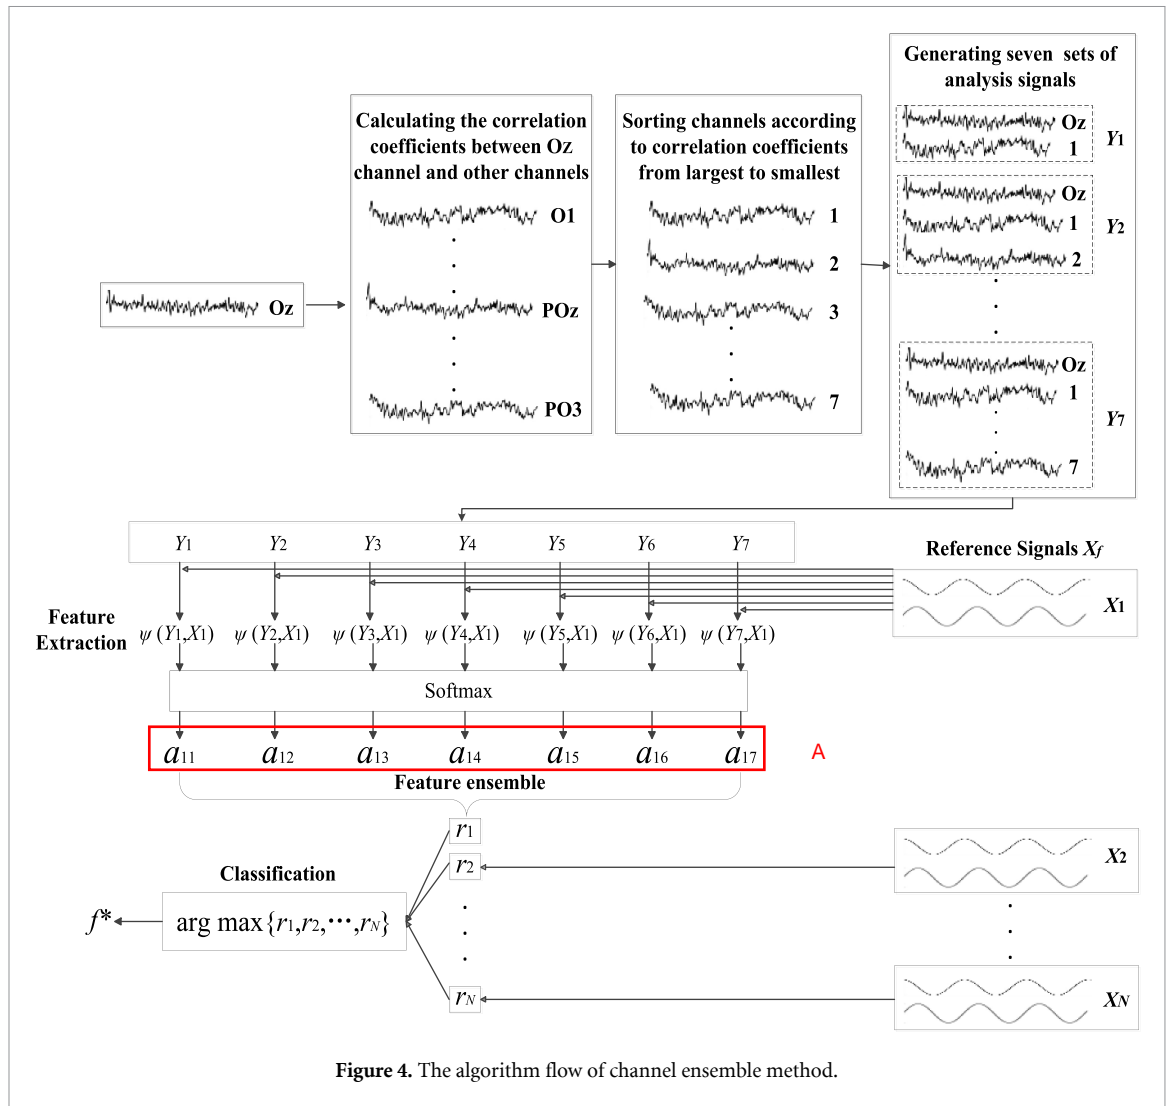 Generating seven sets of
analysis signals
Oz
1
Y1
Oz
1
2
Y2
Oz
1
7
Y7
Calculating the correlation
coefficients between Oz
channel and other channels
O1
POz
PO3
Sorting channels according
to correlation coefficients
from largest to smallest
1
2
3
7
Oz
Y1 Y2 Y3 Y4 Y5 Y6 Y7
Reference Signals Xf
X1
Feature
Extraction
ψ (Y1,X1) ψ (Y2,X1) ψ (Y3,X1) ψ (Y4,X1) ψ (Y5,X1) ψ (Y6,X1) ψ (Y7,X1)
Softmax
a11 a12 a13 a14 a15 a16 a17
A
Feature ensemble
r1
r2
rN
X2
XN
Classification
arg max{r1,r2,⋯,rN}
f*
Figure 4. The algorithm flow of channel ensemble method.